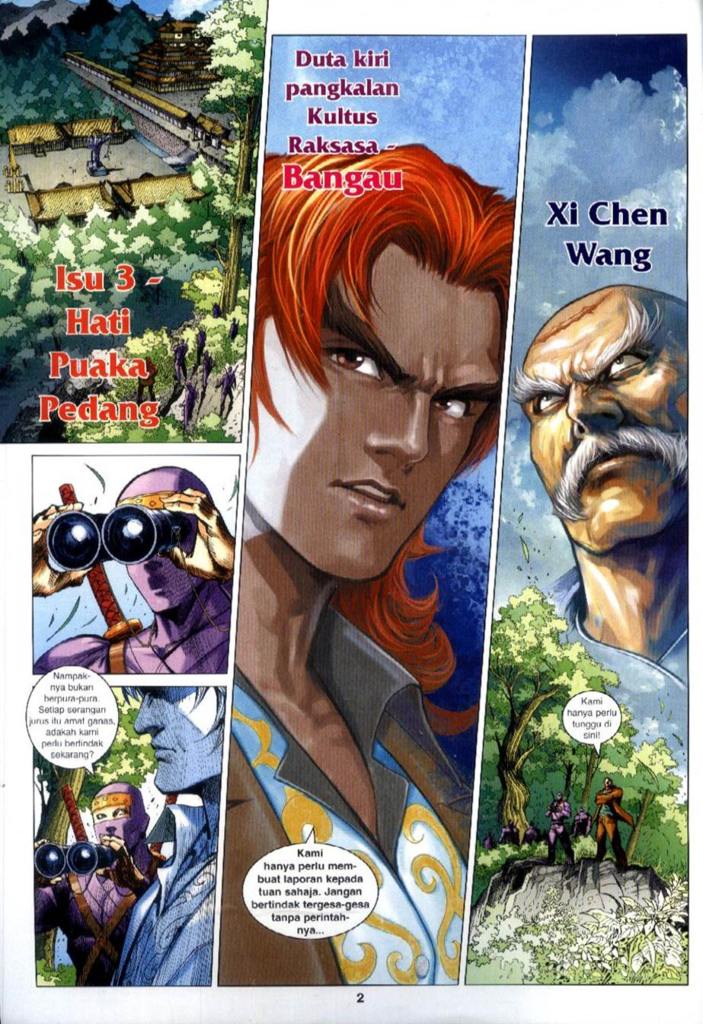 Isu 3 -
Hati
Puaka
Pedang
Duta kiri
pangkalan
Kultus
Raksasa -
Bangau
Xi Chen
Wang
Nampak-
nya bukan
berpura-pura.
Setiap serangan
jurus itu amat ganas,
adakah kami
perlu bertindak
sekarang?
Kami
hanya perlu mem-
buat laporan kepada
tuan sahaja. Jangan
bertindak tergesa-gesa
tanpa perintah-
nya...
Kami
hanya perlu
tunggu di
sini!
2